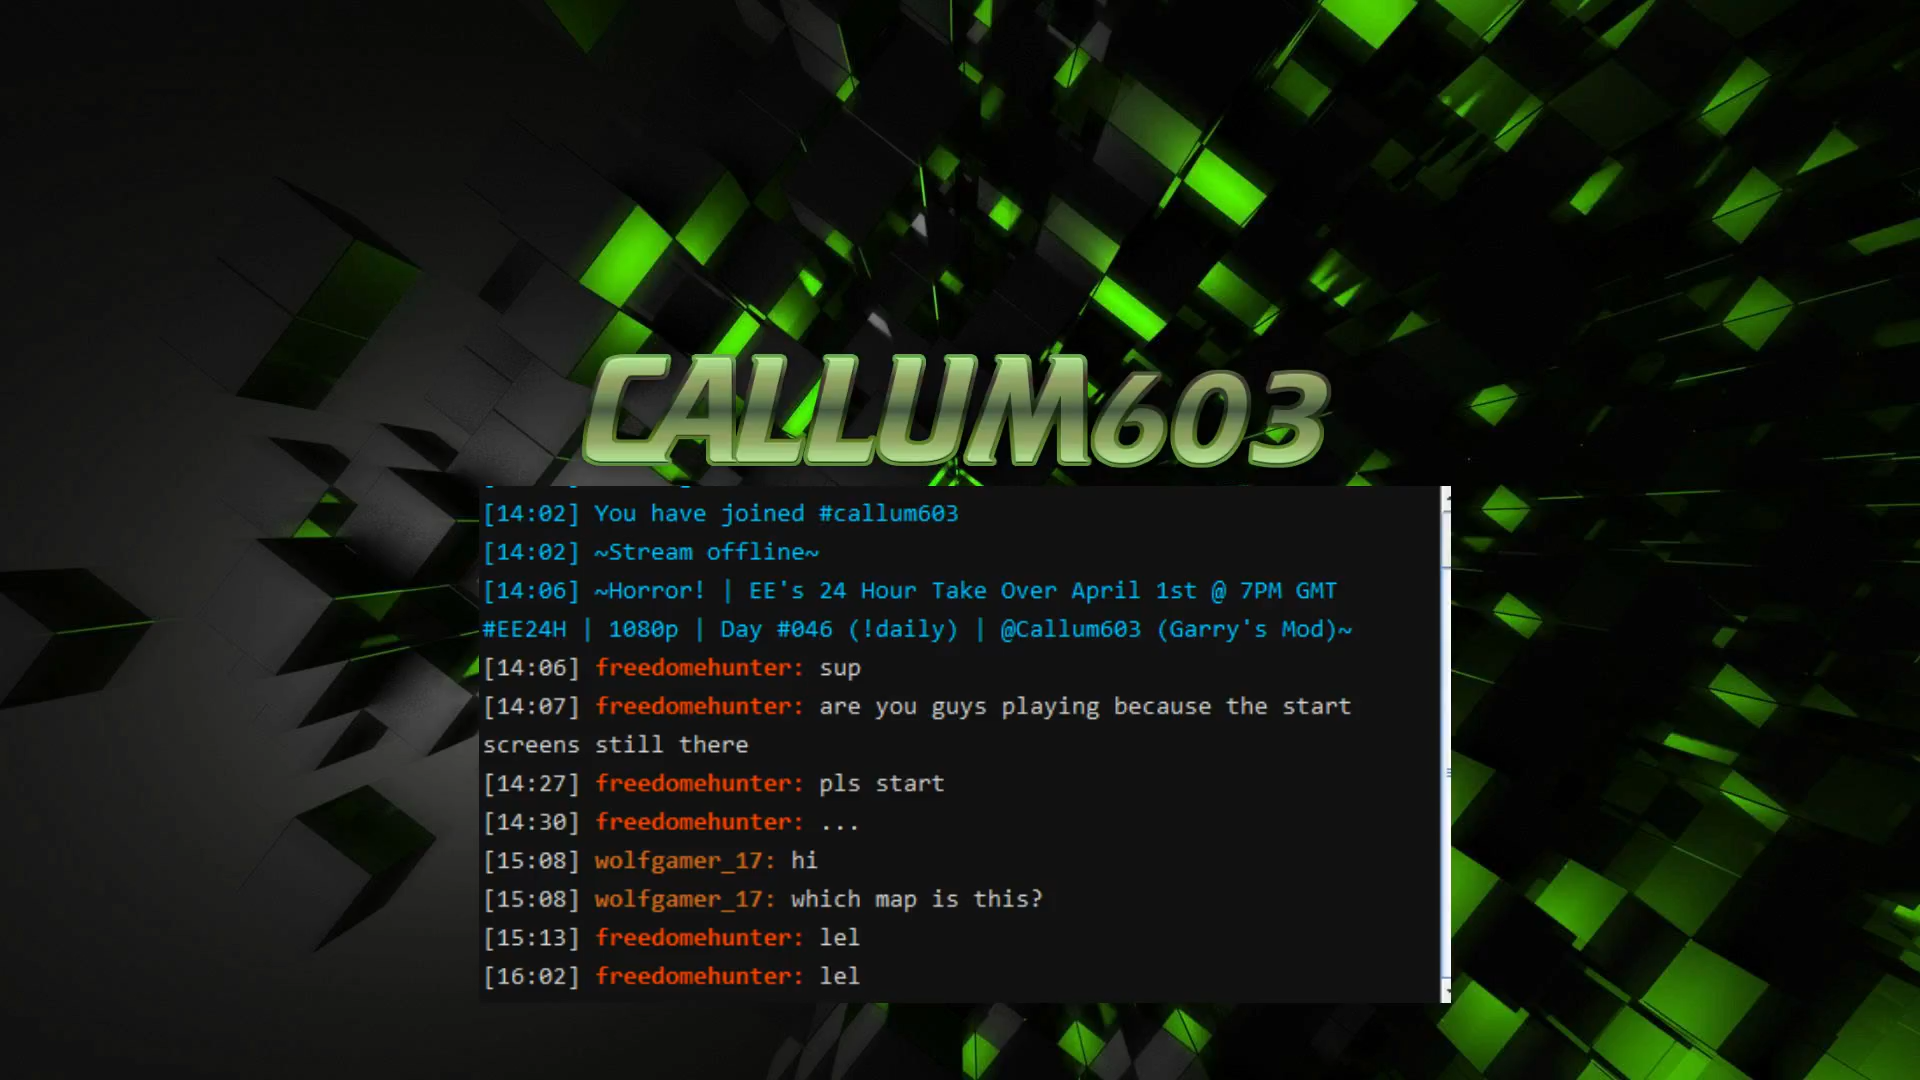 CALLUM603
[14:02] You have joined #callum603
[14:02] ~Stream offline~
[14:06] ~Horror! | EE's 24 Hour Take Over April 1st @ 7PM GMT
#EE24H | 1080p | Day #046 (!daily) | @Callum603 (Garry's Mod)~
[14:06] freedomehunter: sup
[14:07] freedomehunter: are you guys playing because the start
screens still there
[14:27] freedomehunter: pls start
[14:30] freedomehunter: ...
[15:08] wolfgamer_17: hi
[15:08] wolfgamer_17: which map is this?
[15:13] freedomehunter: lel
[16:02] freedomehunter: lel